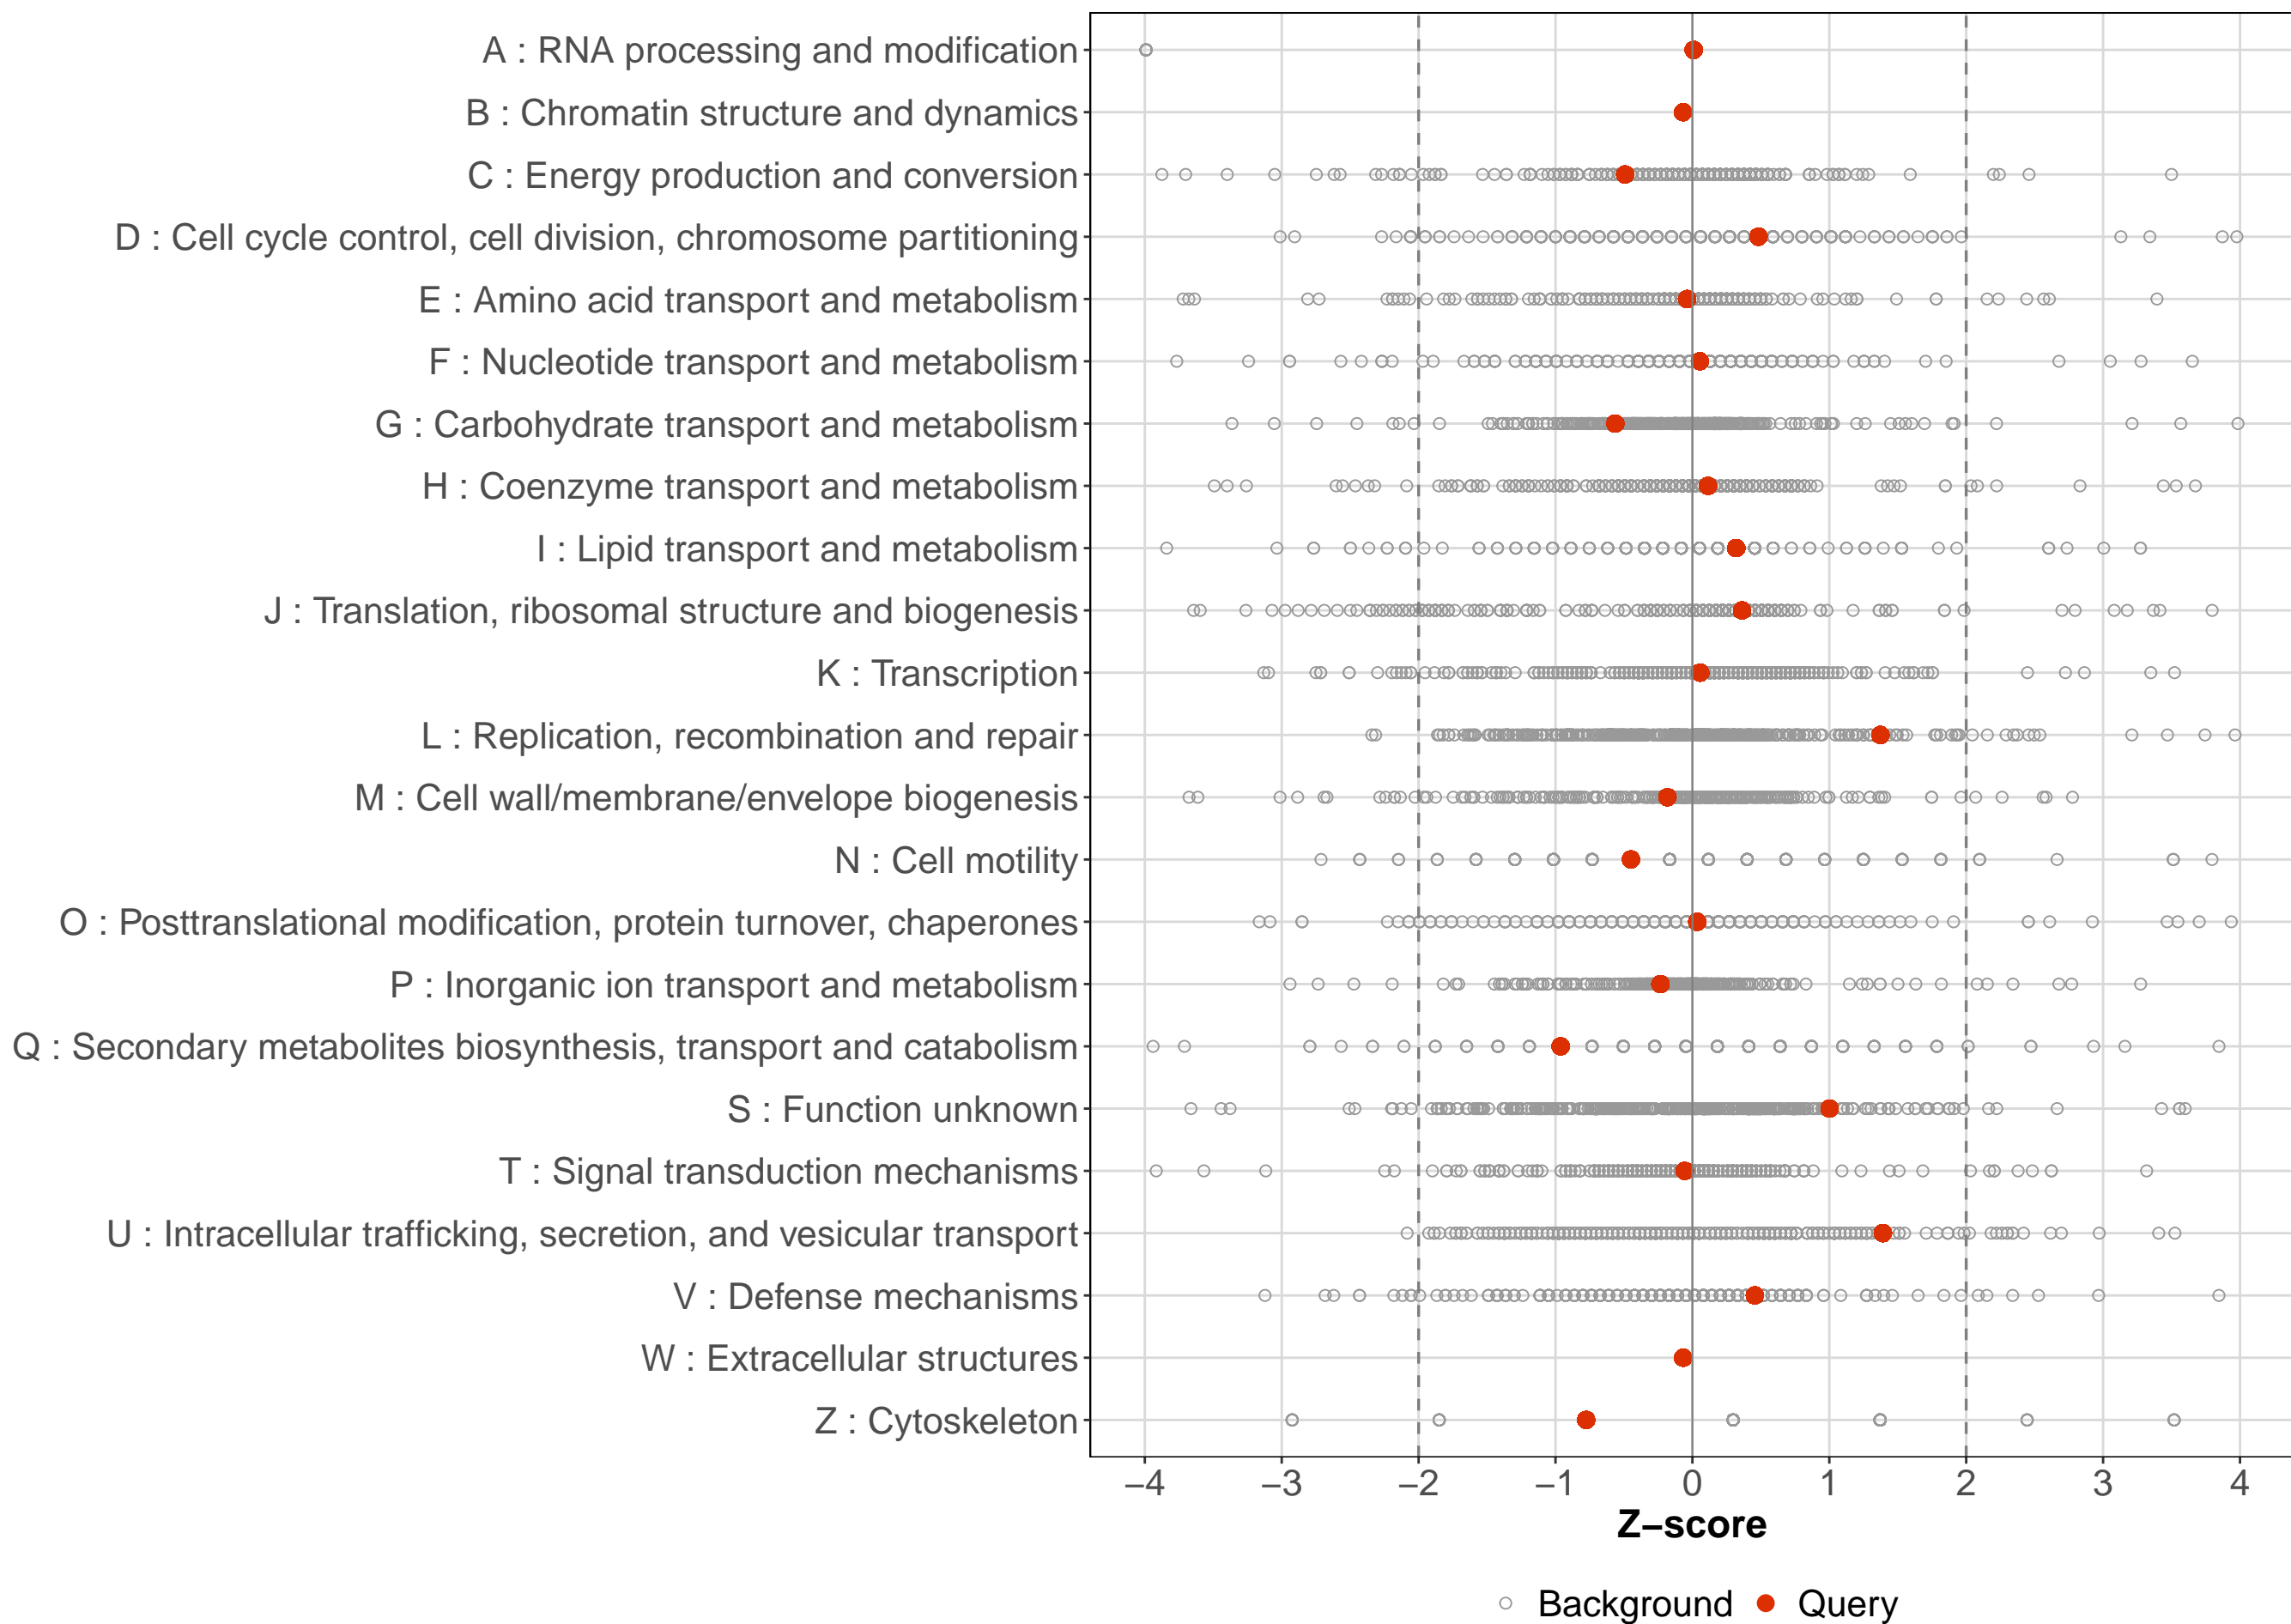 A : RNA processing and modification
B : Chromatin structure and dynamics
C : Energy production and conversion
D : Cell cycle control, cell division, chromosome partitioning
E : Amino acid transport and metabolism
F : Nucleotide transport and metabolism
G : Carbohydrate transport and metabolism
H : Coenzyme transport and metabolism
I : Lipid transport and metabolism
J : Translation, ribosomal structure and biogenesis
K : Transcription
L : Replication, recombination and repair
M : Cell wall/membrane/envelope biogenesis
N : Cell motility
O : Posttranslational modification, protein turnover, chaperones
P : Inorganic ion transport and metabolism
Q : Secondary metabolites biosynthesis, transport and catabolism
S : Function unknown
T : Signal transduction mechanisms
U : Intracellular trafficking, secretion, and vesicular transport
V : Defense mechanisms
W : Extracellular structures
Z : Cytoskeleton
−4 −3 −2 −1 0 1 2 3 4
Z−score
Background Query